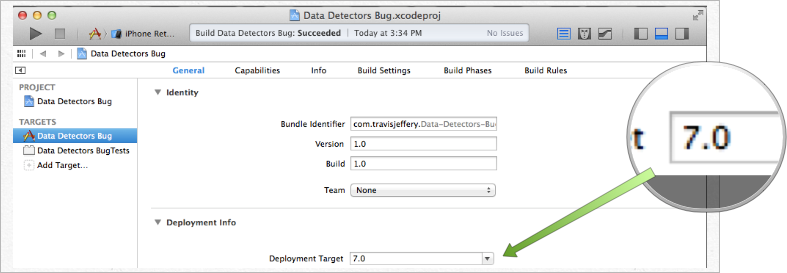 Data Detectors Bug.xcodeproj
iPhone Ret... Build Data Detectors Bug: Succeeded Today at 3:34 PM No Issues
Data Detectors Bug
General Capabilities Info Build Settings Build Phases Build Rules
PROJECT
Data Detectors Bug
TARGETS
Data Detectors Bug
Data Detectors BugTests
Add Target...
Identity
Bundle Identifier com.travisjeffery.Data-Detectors-Bu
Version 1.0
Build 1.0
Team None
Deployment Info
Deployment Target 7.0
t 7.0